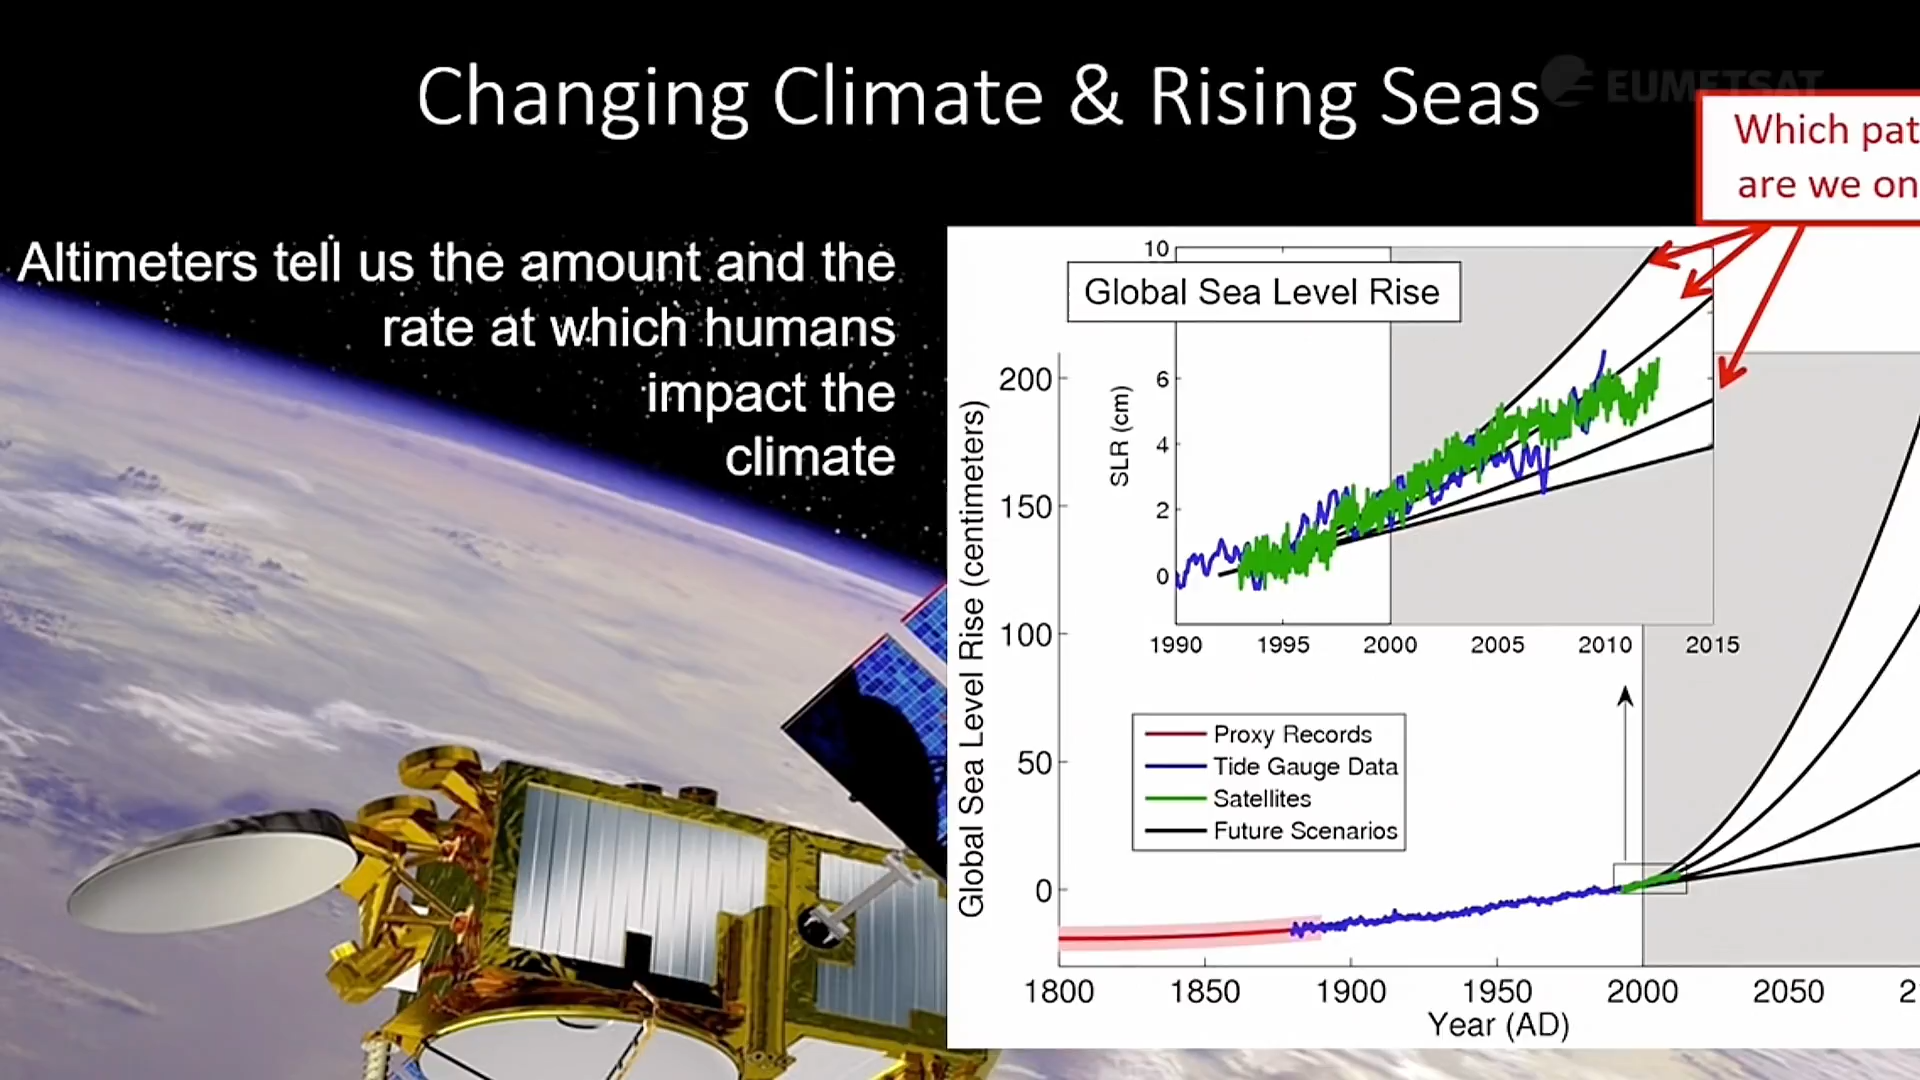 Changing Climate & Rising Seas
EUMETSAT
Which pat
are we on
Altimeters tell us the amount and the
rate at which humans
impact the
climate
Global Sea Level Rise
10
6
4
2
0
SLR (cm)
1990 1995 2000 2005 2010 2015
200
150
100
50
0
Global Sea Level Rise (centimeters)
Proxy Records
Tide Gauge Data
Satellites
Future Scenarios
1800 1850 1900 1950 2000 2050
Year (AD)